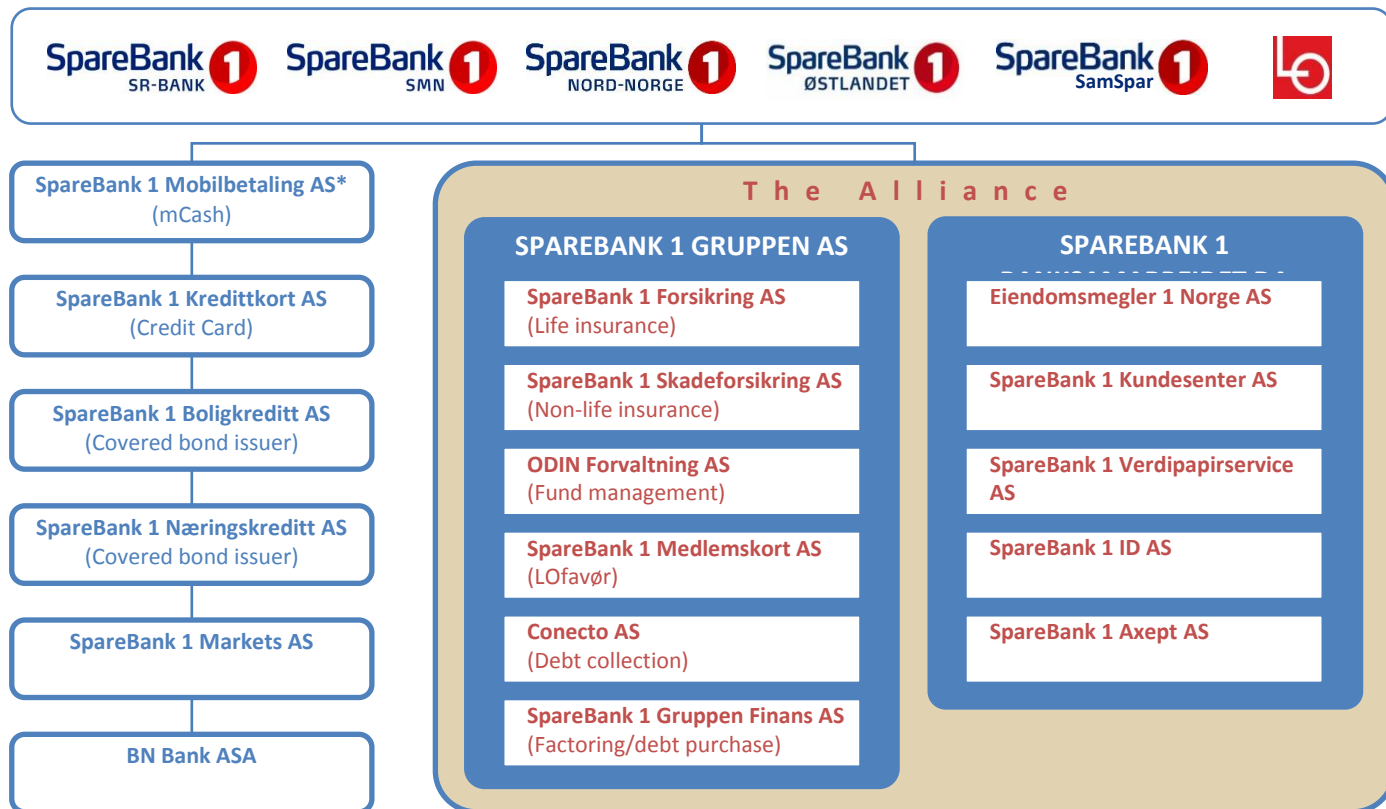 SpareBank 1
SR-BANK
SpareBank 1
SMN
SpareBank 1
NORD-NORGE
SpareBank 1
ØSTLANDET
SpareBank 1
SamSpar
LO
SpareBank 1 Mobilbetaling AS*
(mCash)
SpareBank 1 Kredittkort AS
(Credit Card)
SpareBank 1 Boligkreditt AS
(Covered bond issuer)
SpareBank 1 Næringskreditt AS
(Covered bond issuer)
SpareBank 1 Markets AS
BN Bank ASA
The Alliance
SPAREBANK 1 GRUPPEN AS
SpareBank 1 Forsikring AS
(Life insurance)
SpareBank 1 Skadeforsikring AS
(Non-life insurance)
ODIN Forvaltning AS
(Fund management)
SpareBank 1 Medlemskort AS
(LOfavør)
Conecto AS
(Debt collection)
SpareBank 1 Gruppen Finans AS
(Factoring/debt purchase)
SPAREBANK 1
Eiendomsmegler 1 Norge AS
SpareBank 1 Kundesenter AS
SpareBank 1 Verdipapirservice
AS
SpareBank 1 ID AS
SpareBank 1 Axept AS